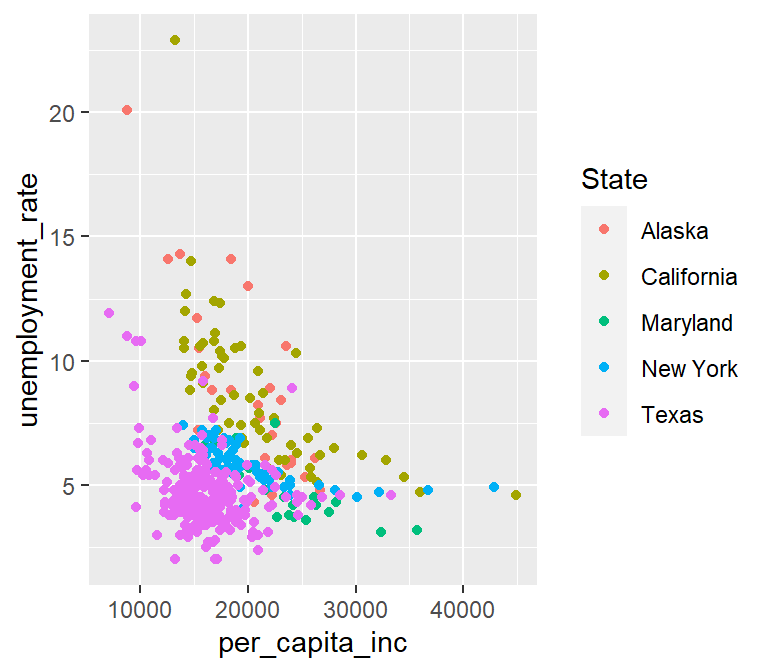 unemployment_rate
20
15
10
5
10000 20000 30000 40000
per_capita_inc
State
Alaska
California
Maryland
New York
Texas